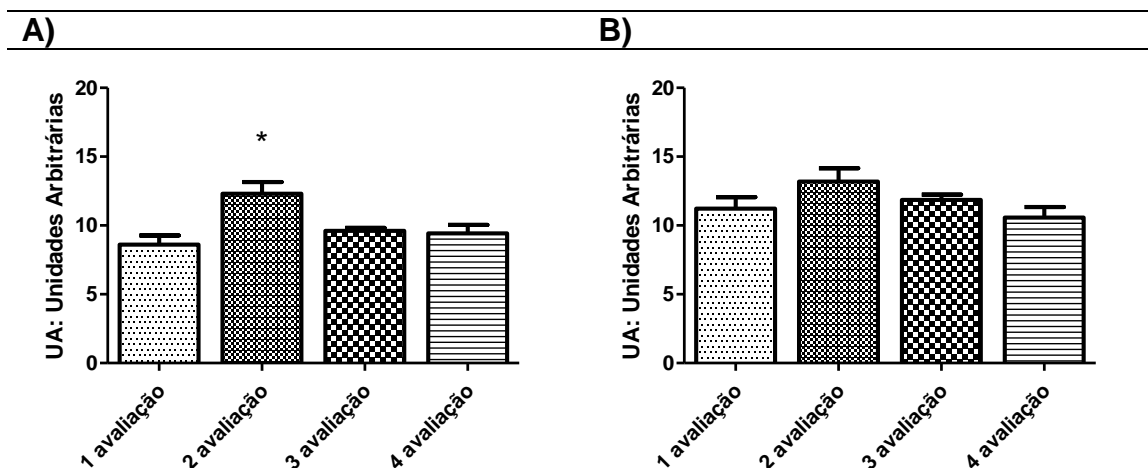 A)
B)
UA: Unidades Arbitrárias
20
15
10
5
0
*
1 avaliação
2 avaliação
3 avaliação
4 avaliação
UA: Unidades Arbitrárias
20
15
10
5
0
1 avaliação
2 avaliação
3 avaliação
4 avaliação